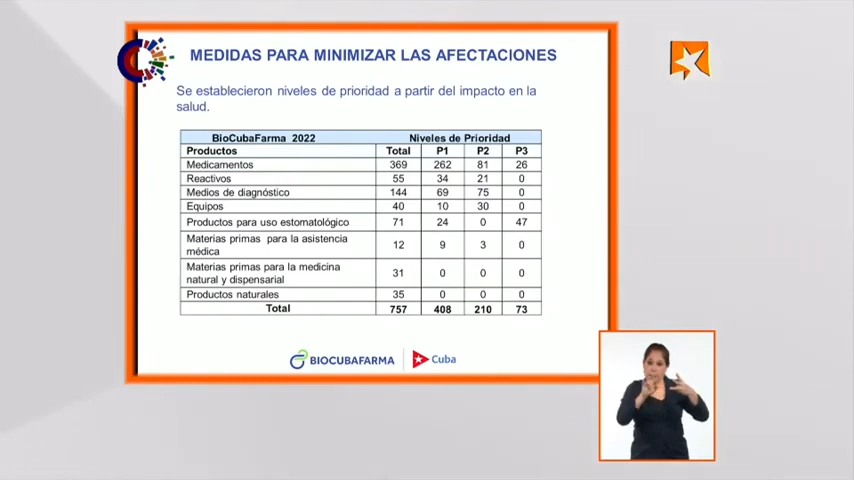 MEDIDAS PARA MINIMIZAR LAS AFECTACIONES
Se establecieron niveles de prioridad a partir del impacto en la
salud.
BioCubaFarma 2022 Niveles de Prioridad
Productos Total P1 P2 P3
Medicamentos 369 262 81 26
Reactivos 55 34 21 0
Medios de diagnóstico 144 69 75 0
Equipos 40 10 30 0
Productos para uso estomatológico 71 24 0 47
Materias primas para la asistencia
médica 12 9 3 0
Materias primas para la medicina
natural y dispensarial 31 0 0 0
Productos naturales 35 0 0 0
Total 757 408 210 73
BIOCUBAFARMA Cuba